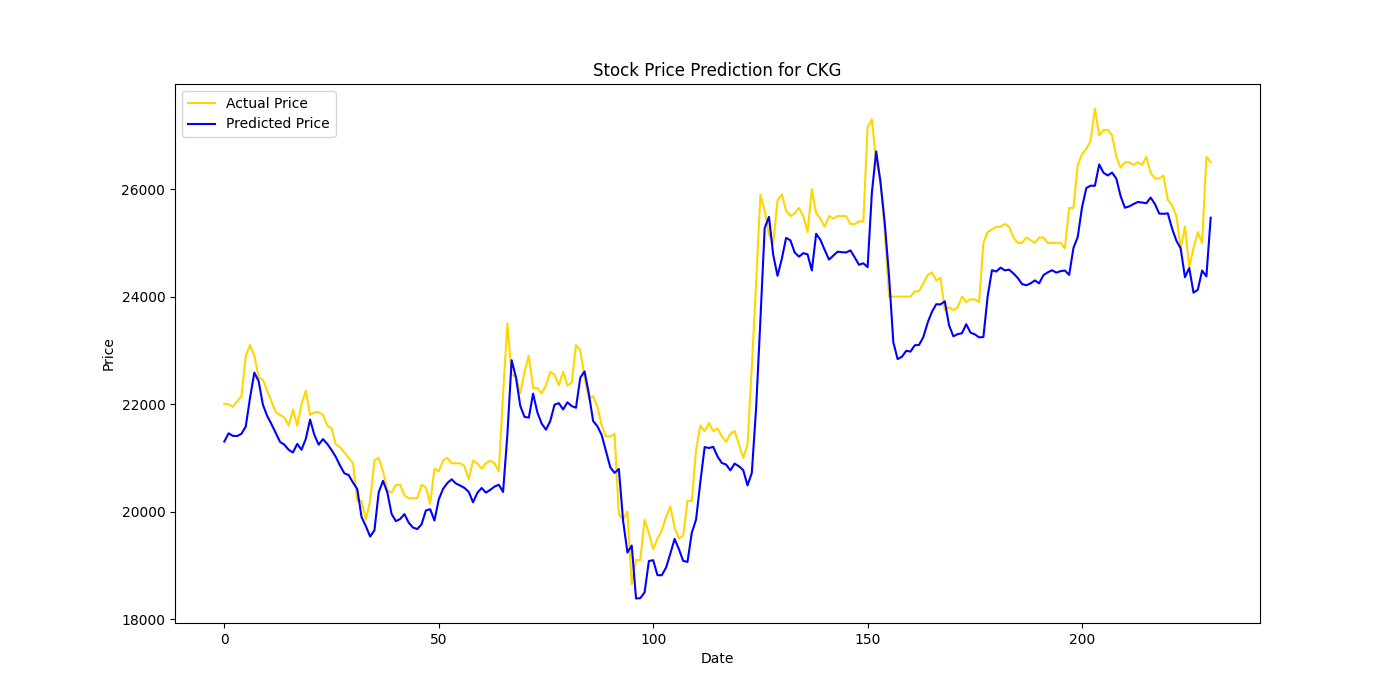 Stock Price Prediction for CKG
Actual Price
Predicted Price
26000
24000
22000
20000
18000
Price
0 50 100 150 200
Date